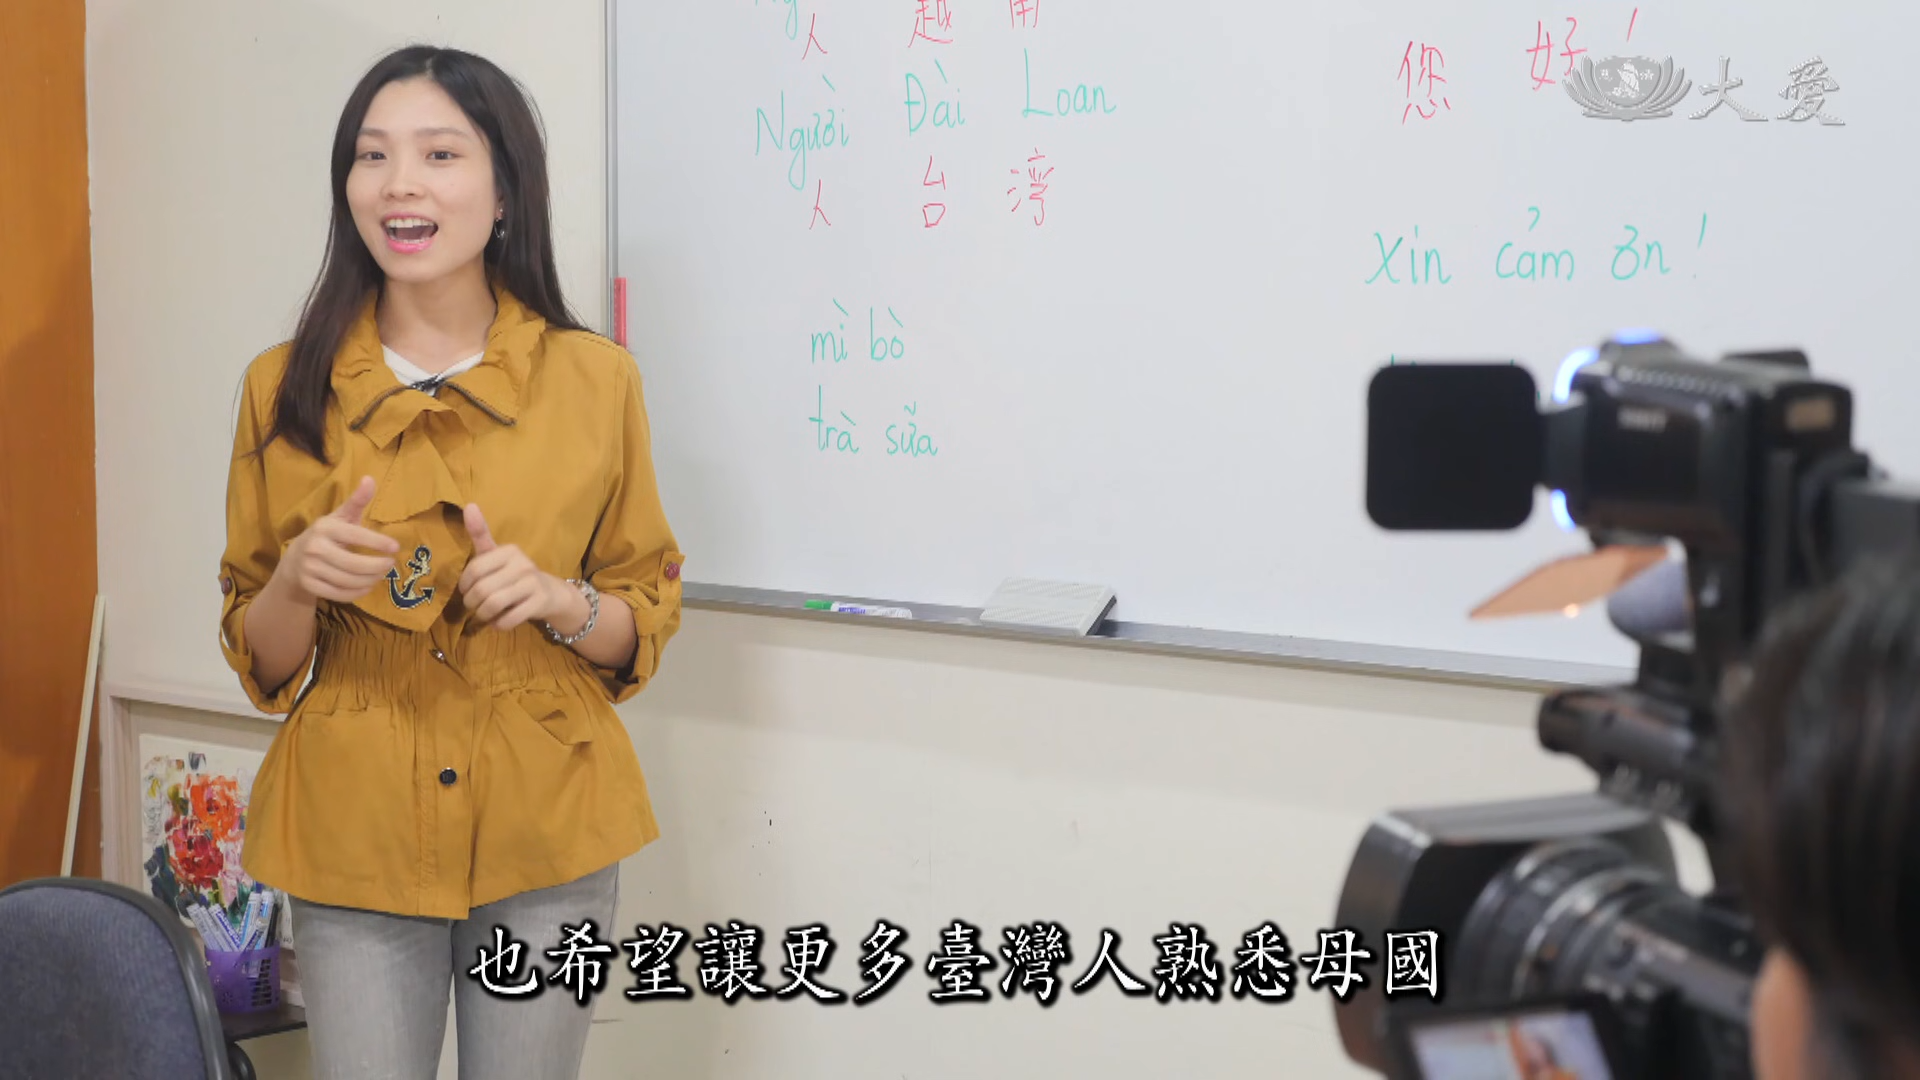 人 越 南
Người Đài Loan
人 台 湾
mì bò
trà sữa
您 好!
大愛
Xin cảm ơn!
也希望讓更多臺灣人熟悉母國